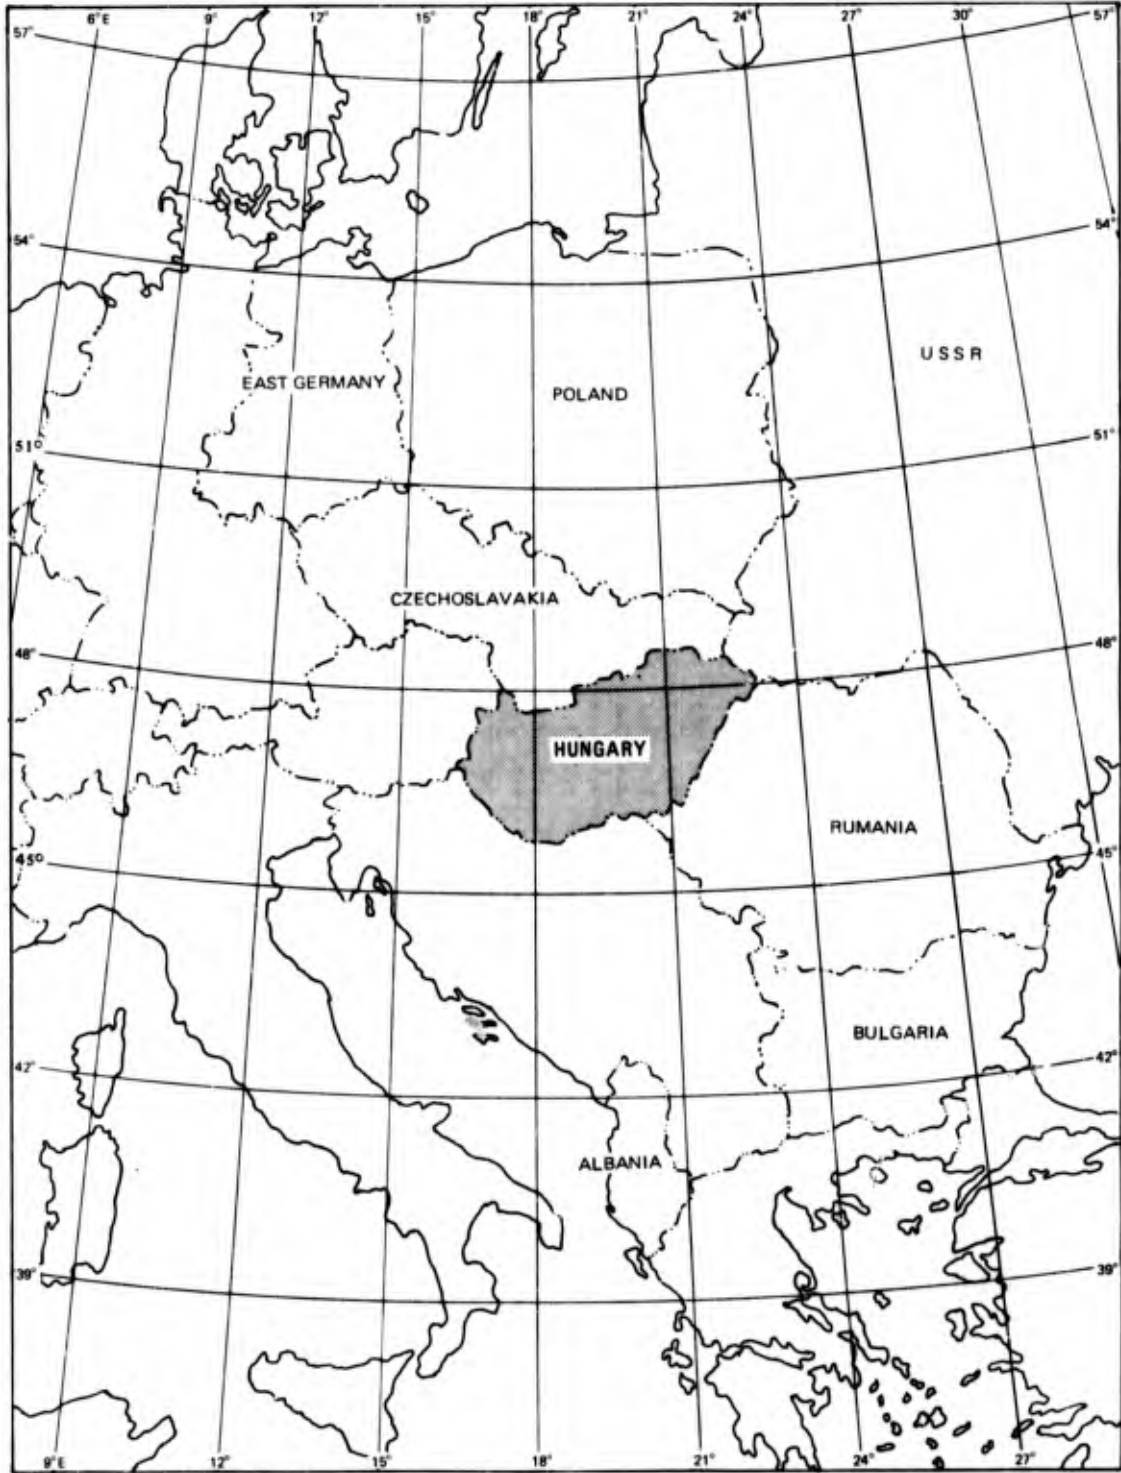 6°E 9° 12° 15° 18° 21° 24° 27° 30°
57° 57°
54° 54°
USSR
EAST GERMANY
POLAND
51° 51°
CZECHOSLAVAKIA
48° 48°
HUNGARY
RUMANIA
45° 45°
BULGARIA
42° 42°
ALBANIA
39° 39°
9°E 12° 15° 18° 21° 24° 27°